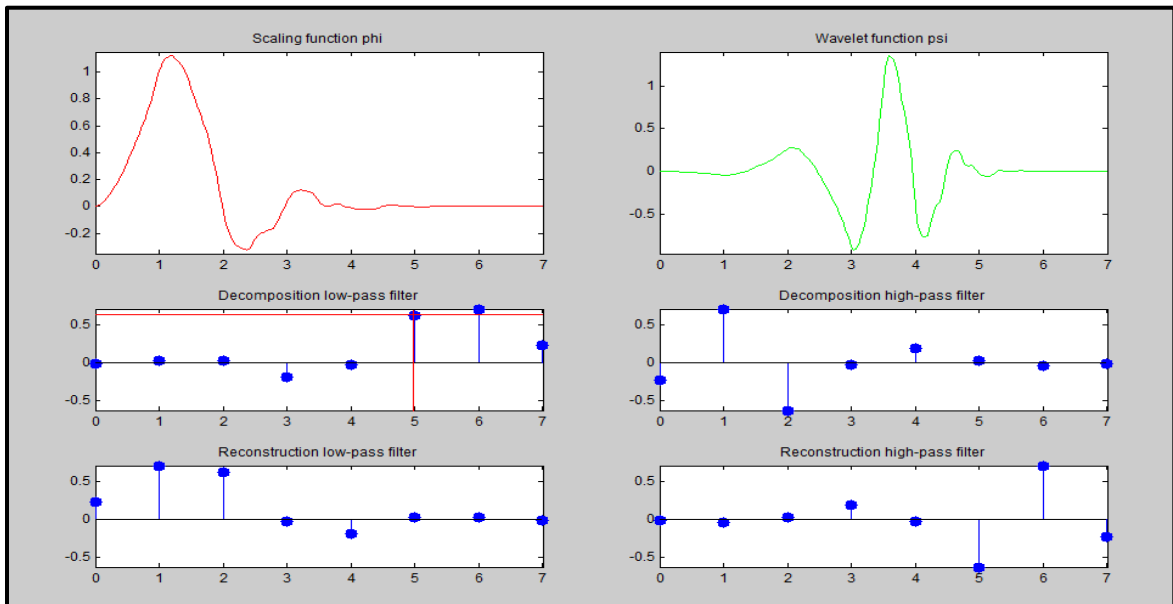 Scaling function phi
1
0.8
0.6
0.4
0.2
0
-0.2
0 1 2 3 4 5 6 7
Wavelet function psi
1
0.5
0
-0.5
0 1 2 3 4 5 6 7
Decomposition low-pass filter
0.5
0
-0.5
0 1 2 3 4 5 6 7
Decomposition high-pass filter
0.5
0
-0.5
0 1 2 3 4 5 6 7
Reconstruction low-pass filter
0.5
0
-0.5
0 1 2 3 4 5 6 7
Reconstruction high-pass filter
0.5
0
-0.5
0 1 2 3 4 5 6 7